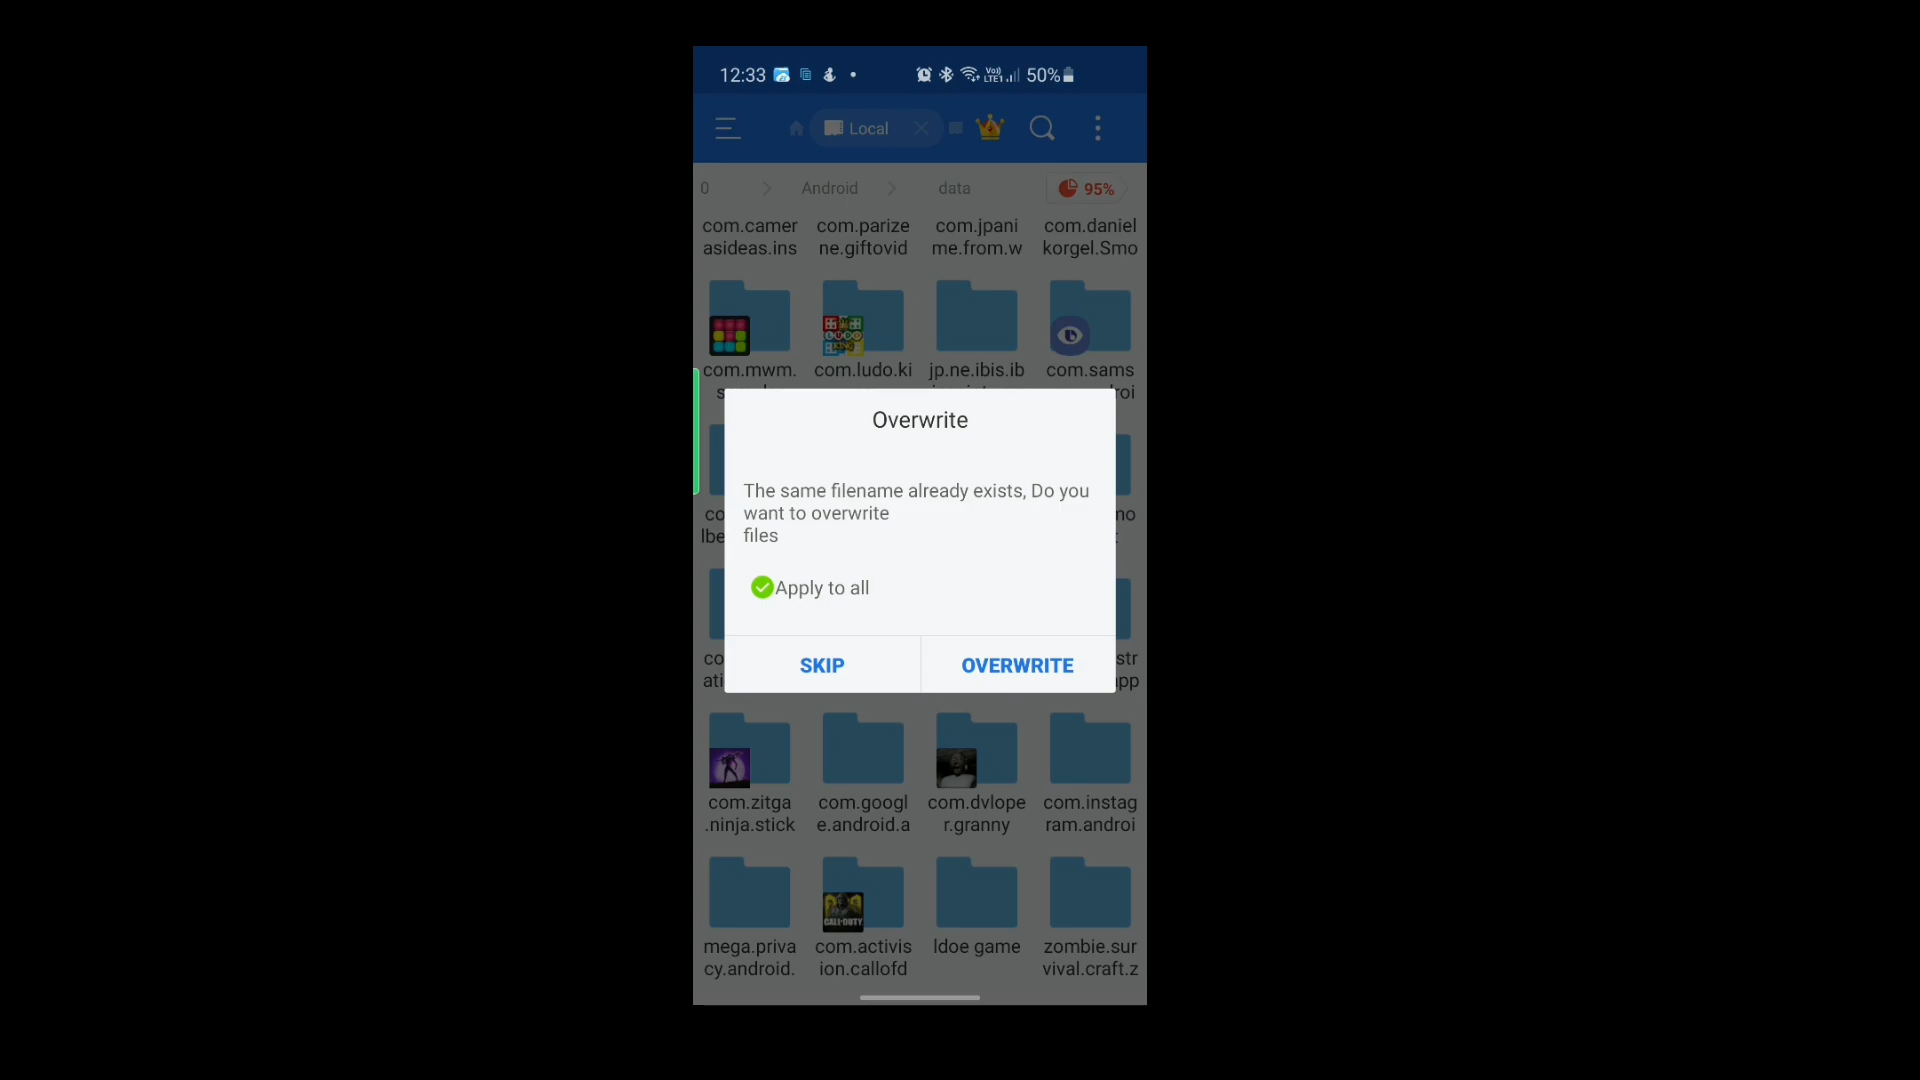 12:33 Vo)) LTE1 50%
Local
0 Android data 95%
com.camer com.parize com.jpani com.daniel
asideas.ins ne.giftovid me.from.w korgel.Smo
com.mwm. com.ludo.ki jp.ne.ibis.ib com.sams
Overwrite
The same filename already exists, Do you
want to overwrite
files
Apply to all
SKIP OVERWRITE
com.zitga com.googl com.dvlope com.instag
.ninja.stick e.android.a r.granny ram.androi
CALL DUTY
mega.priva com.activis ldoe game zombie.sur
cy.android. ion.callofd vival.craft.z